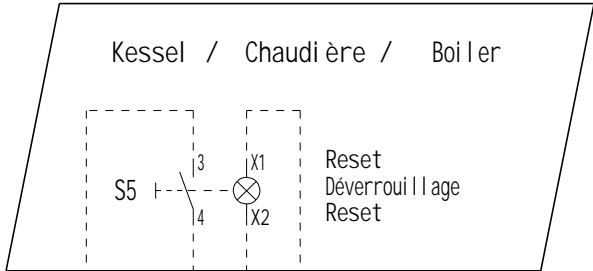 Kessel / Chaudière / Boiler
3 X1 Reset
S5 Déverrouillage
4 X2 Reset